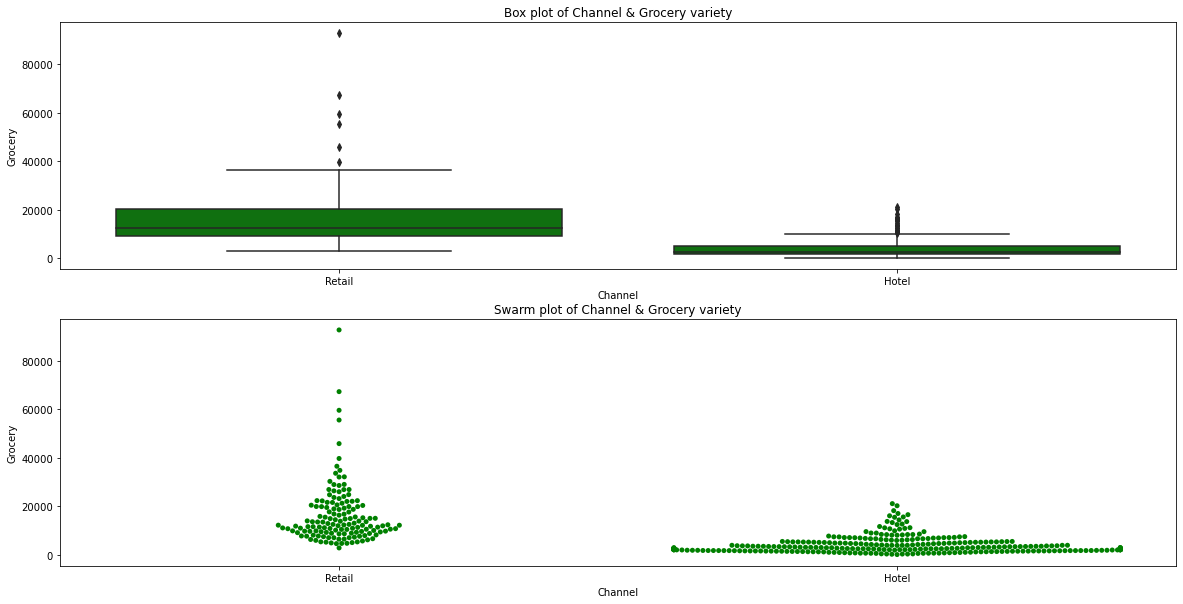 Box plot of Channel & Grocery variety
80000
60000
Grocery
40000
20000
0
Retail
Hotel
Channel
Swarm plot of Channel & Grocery variety
80000
60000
Grocery
40000
20000
0
Retail
Hotel
Channel